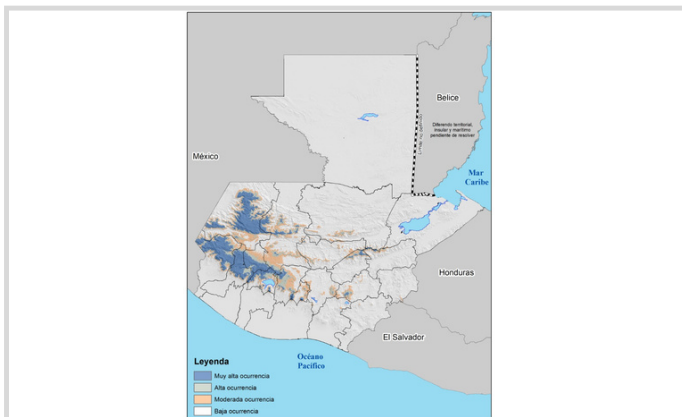 Belice
Diferendo territorial,
insular y marítimo
pendiente de resolver
México
Mar
Caribe
Honduras
El Salvador
Océano
Pacífico
Leyenda
Muy alta ocurrencia
Alta ocurrencia
Moderada ocurrencia
Baja ocurrencia